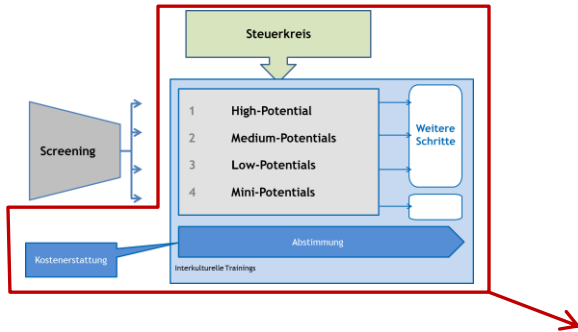 Steuerkreis
Screening
1 High-Potential
2 Medium-Potentials
3 Low-Potentials
4 Mini-Potentials
Weitere
Schritte
Abstimmung
Kostenerstattung
Interkulturelle Trainings